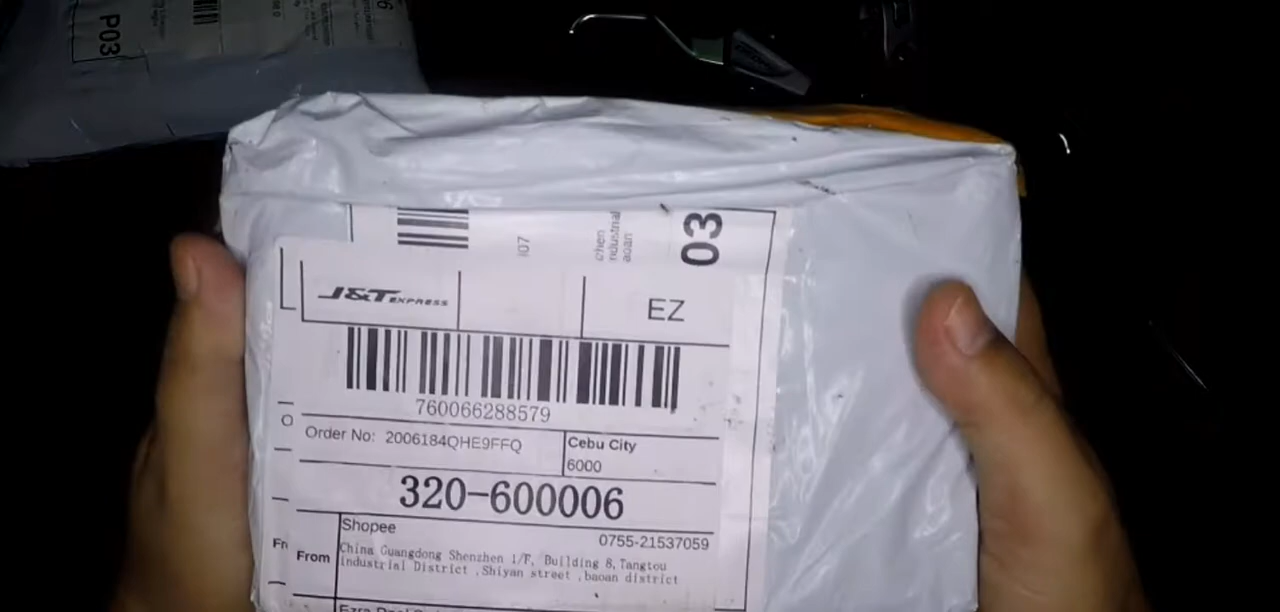 P03
03
J&T EXPRESS
EZ
760066288579
Order No: 2006184QHE9FFQ
Cebu City
6000
320-600006
Shopee
0755-21537059
From
China Guangdong Shenzhen 1/F, Building 8,Tangtou
industrial District ,Shiyan street ,baoan district